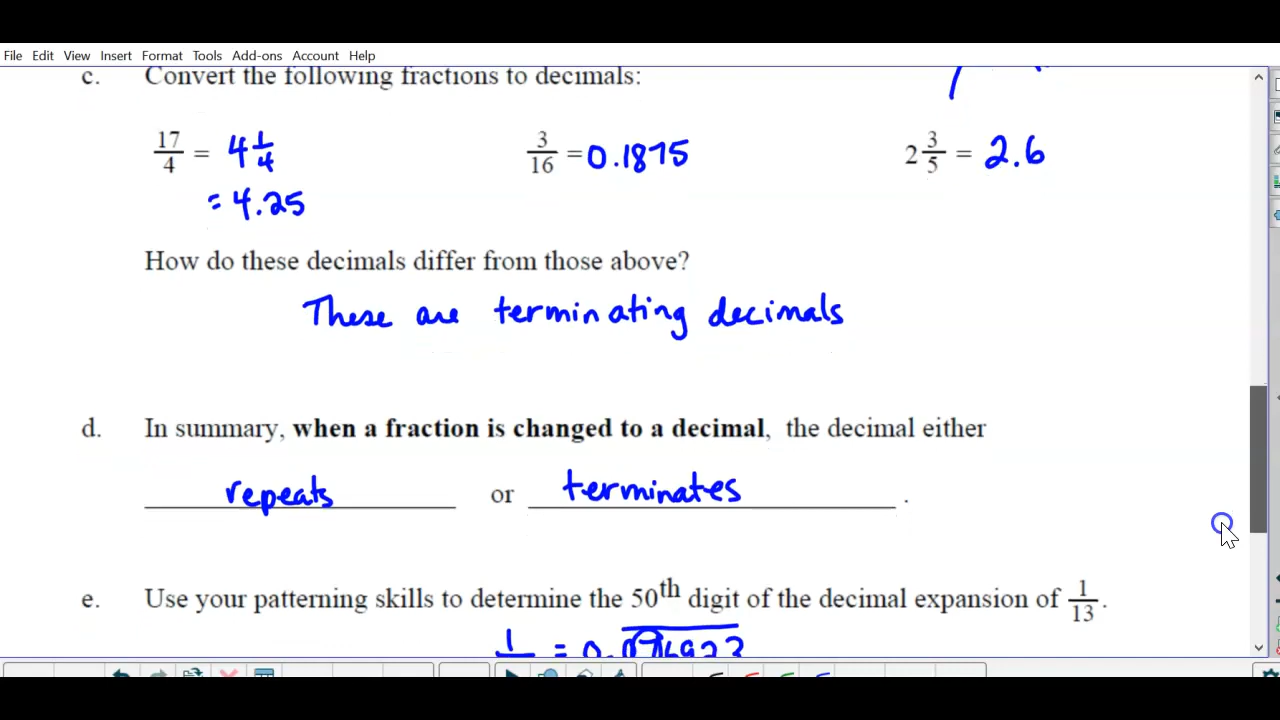 File Edit View Insert Format Tools Add-ons Account Help
c. Convert the following fractions to decimals:
17/4 = 4 1/4
= 4.25
3/16 = 0.1875
2 3/5 = 2.6
How do these decimals differ from those above?
These are terminating decimals
d. In summary, when a fraction is changed to a decimal, the decimal either
repeats or terminates .
e. Use your patterning skills to determine the 50th digit of the decimal expansion of 1/13.